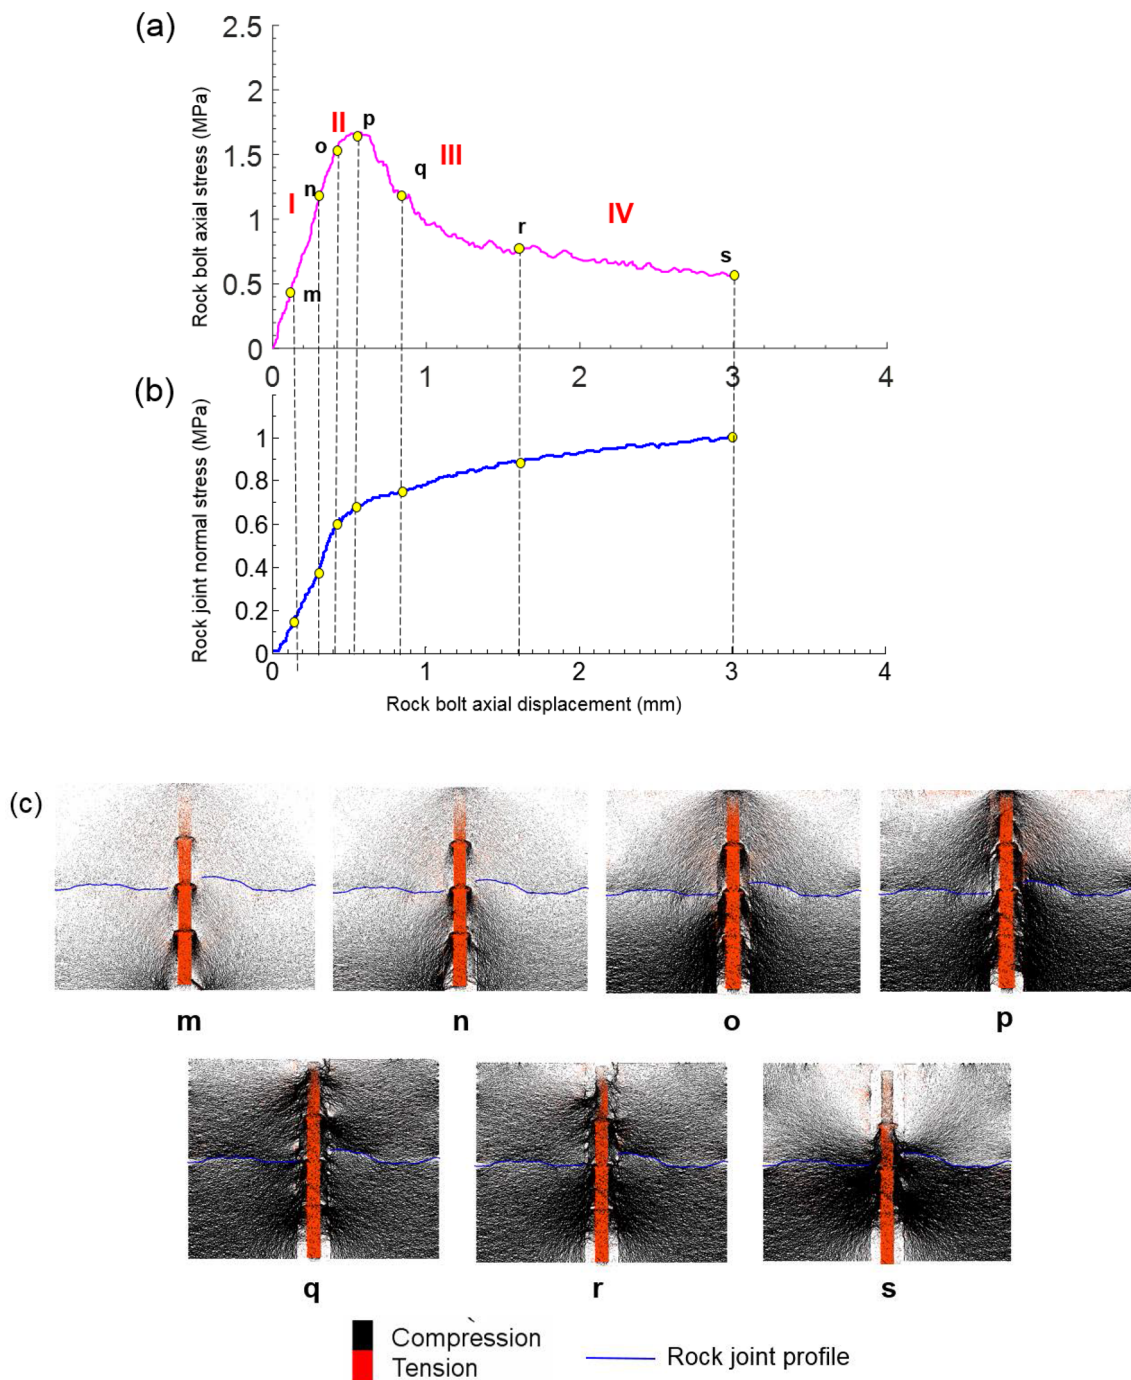 (a)
Rock bolt axial stress (MPa)
2.5
2
1.5
1
0.5
0
I
II
III
IV
m
n
o
p
q
r
s
0 1 2 3 4
(b)
Rock joint normal stress (MPa)
1
0.8
0.6
0.4
0.2
0
0 1 2 3 4
Rock bolt axial displacement (mm)
(c)
m n o p
q r s
Compression
Tension
Rock joint profile